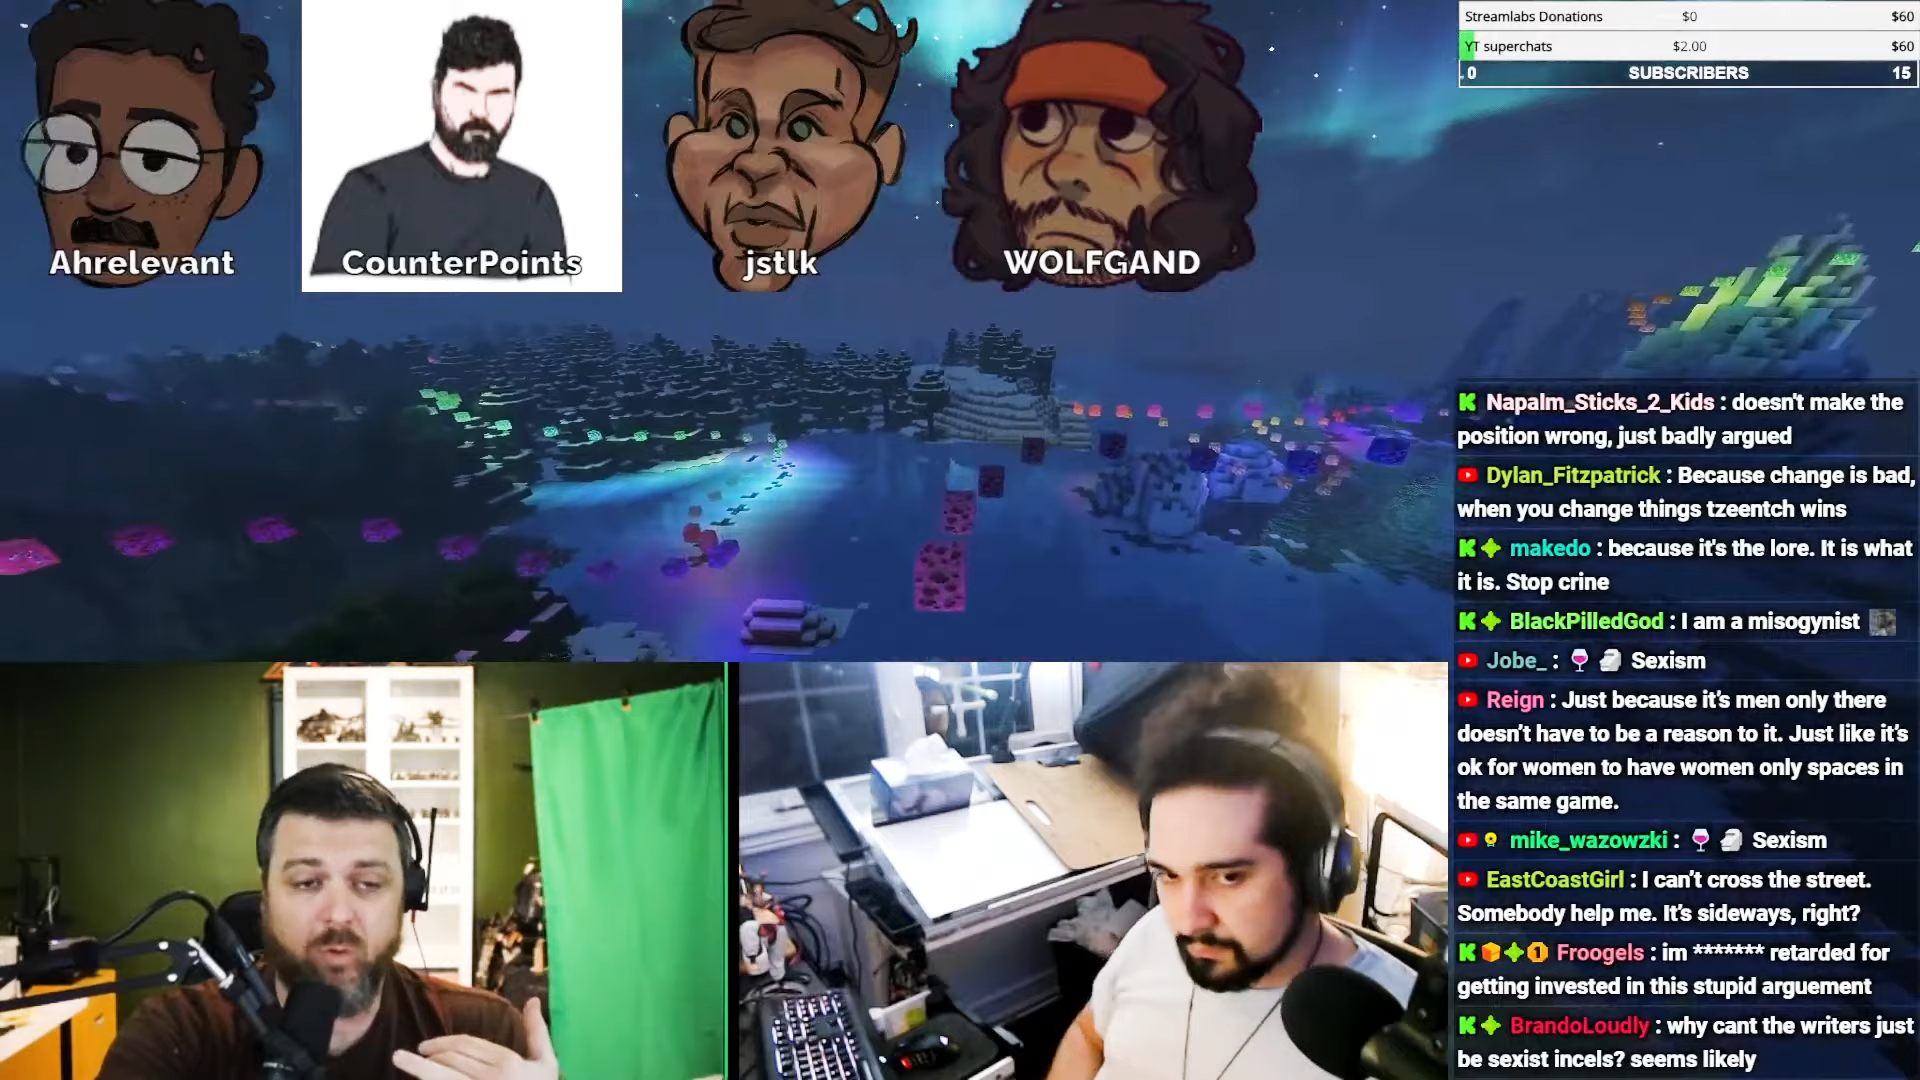 Streamlabs Donations $0 $60
YT superchats $2.00 $60
0 SUBSCRIBERS 15
Ahrelevant
CounterPoints
jstlk
WOLFGAND
Napalm_Sticks_2_Kids : doesn't make the
position wrong, just badly argued
Dylan_Fitzpatrick : Because change is bad,
when you change things tzeentch wins
makedo : because it's the lore. It is what
it is. Stop crine
BlackPilledGod : I am a misogynist
Jobe_ : 🍷 🗿 Sexism
Reign : Just because it’s men only there
doesn’t have to be a reason to it. Just like it’s
ok for women to have women only spaces in
the same game.
mike_wazowzki : 🍷 🗿 Sexism
EastCoastGirl : I can’t cross the street.
Somebody help me. It’s sideways, right?
Froogels : im ******* retarded for
getting invested in this stupid arguement
BrandoLoudly : why cant the writers just
be sexist incels? seems likely